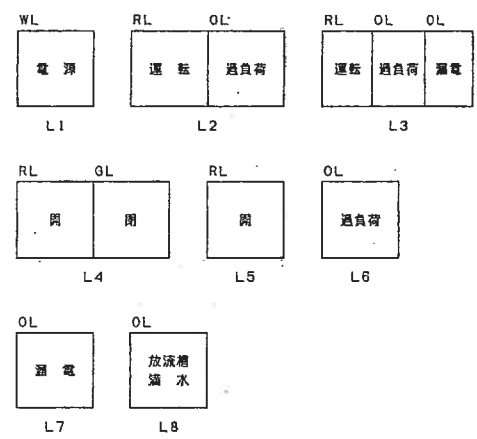 WL
電 源
L1
RL OL
運 転 過負荷
L2
RL OL OL
運転 過負荷 漏電
L3
RL GL
開 閉
L4
RL
開
L5
OL
過負荷
L6
OL
漏 電
L7
OL
放流槽
満 水
L8